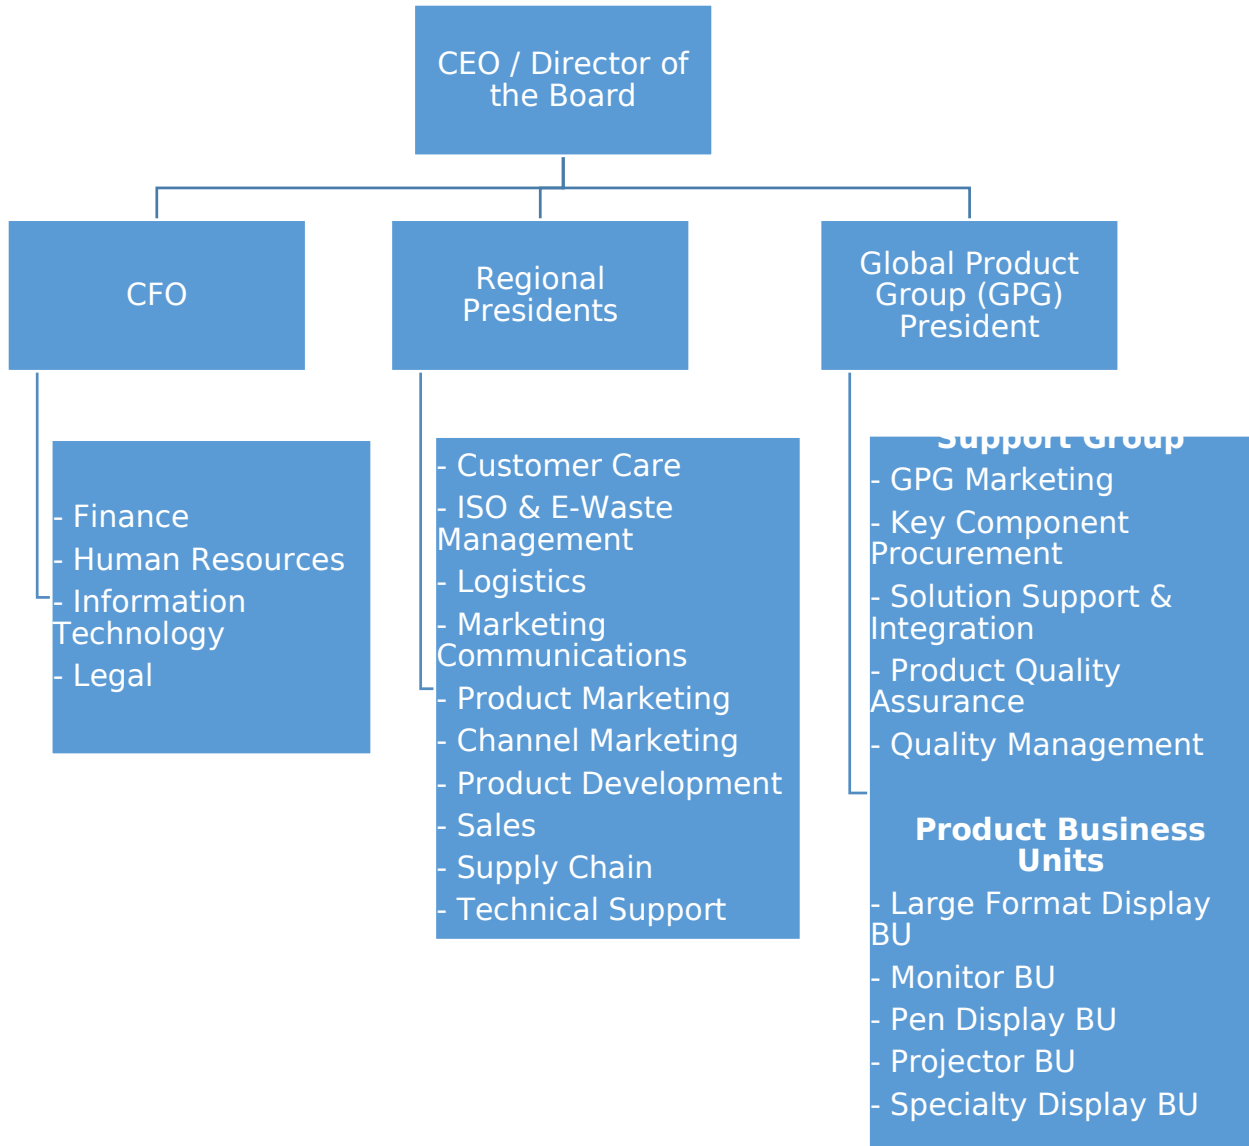 CEO / Director of
the Board
CFO
Regional
Presidents
Global Product
Group (GPG)
President
- Finance
- Human Resources
- Information
Technology
- Legal
- Customer Care
- ISO & E-Waste
Management
- Logistics
- Marketing
Communications
- Product Marketing
- Channel Marketing
- Product Development
- Sales
- Supply Chain
- Technical Support
Support Group
- GPG Marketing
- Key Component
Procurement
- Solution Support &
Integration
- Product Quality
Assurance
- Quality Management
Product Business
Units
- Large Format Display
BU
- Monitor BU
- Pen Display BU
- Projector BU
- Specialty Display BU